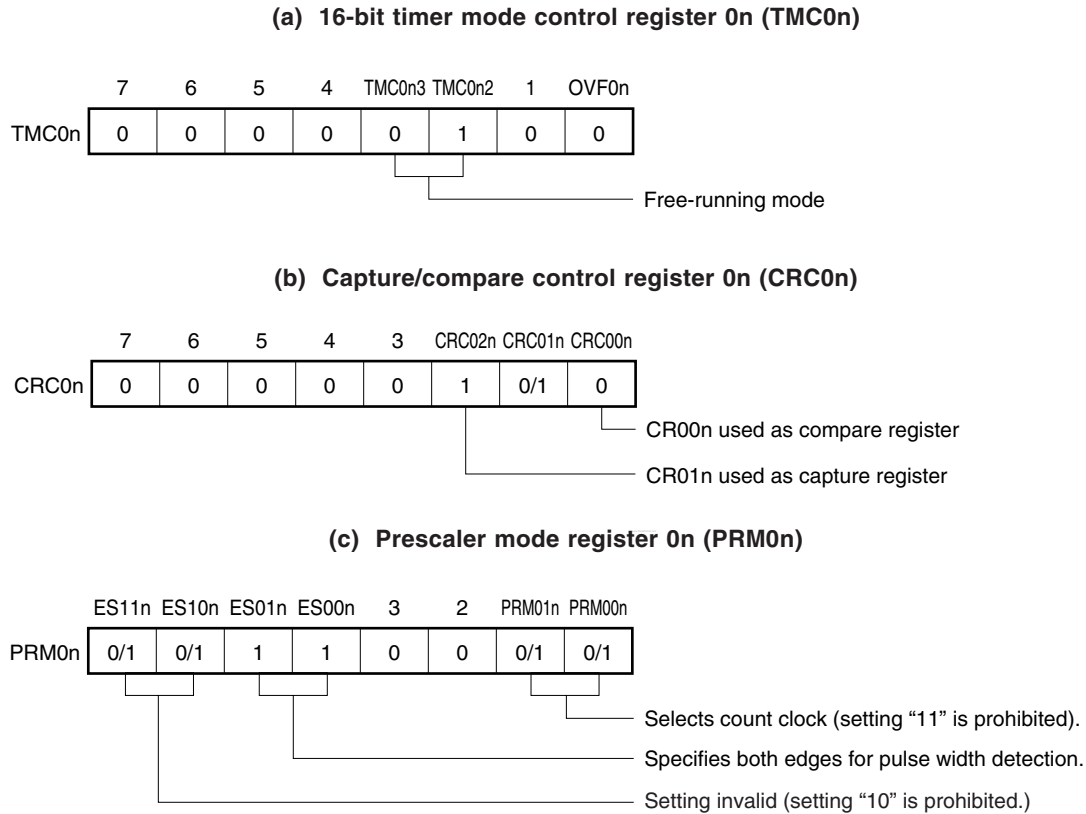 (a) 16-bit timer mode control register 0n (TMC0n)
7 6 5 4 TMC0n3 TMC0n2 1 OVF0n
TMC0n 0 0 0 0 0 1 0 0
Free-running mode
(b) Capture/compare control register 0n (CRC0n)
7 6 5 4 3 CRC02n CRC01n CRC00n
CRC0n 0 0 0 0 0 1 0/1 0
CR00n used as compare register
CR01n used as capture register
(c) Prescaler mode register 0n (PRM0n)
ES11n ES10n ES01n ES00n 3 2 PRM01n PRM00n
PRM0n 0/1 0/1 1 1 0 0 0/1 0/1
Selects count clock (setting “11” is prohibited).
Specifies both edges for pulse width detection.
Setting invalid (setting “10” is prohibited.)